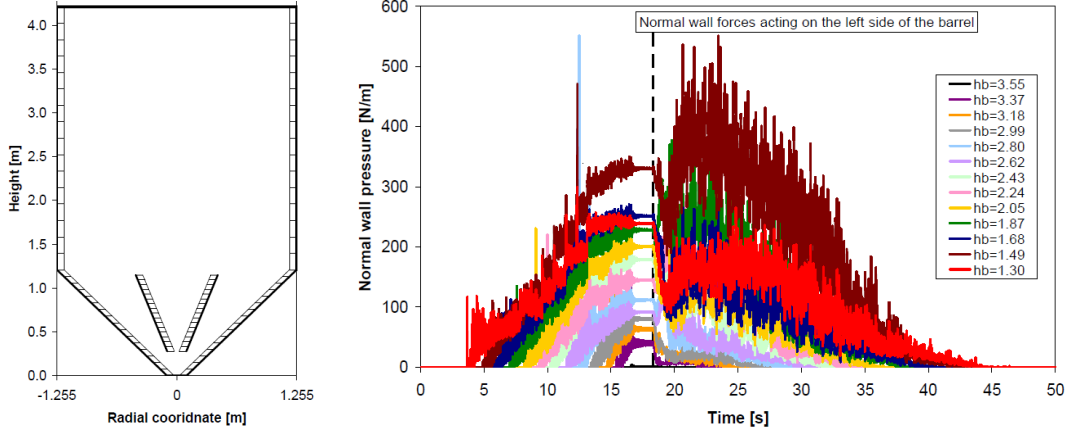 4.0
3.5
3.0
2.5
2.0
1.5
1.0
0.5
0.0
Height [m]
-1.255
0
1.255
Radial cooridnate [m]
600
500
400
300
200
100
0
Normal wall pressure [N/m]
Normal wall forces acting on the left side of the barrel
hb=3.55
hb=3.37
hb=3.18
hb=2.99
hb=2.80
hb=2.62
hb=2.43
hb=2.24
hb=2.05
hb=1.87
hb=1.68
hb=1.49
hb=1.30
0
5
10
15
20
25
30
35
40
45
50
Time [s]